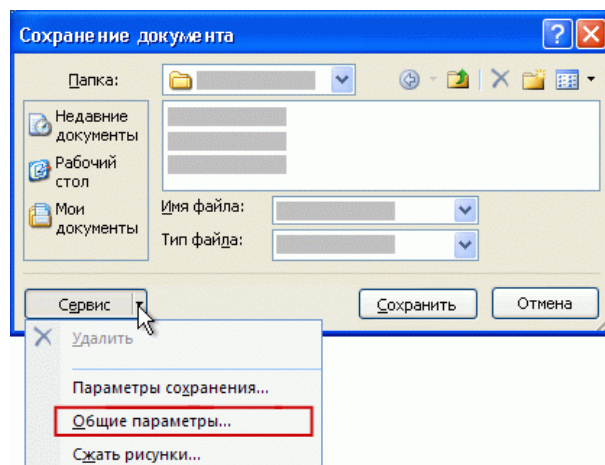 Сохранение документа
Папка:
Недавние
документы
Рабочий
стол
Мои
документы
Имя файла:
Тип файла:
Сервис
Сохранить
Отмена
Удалить
Параметры сохранения...
Общие параметры...
Сжать рисунки...